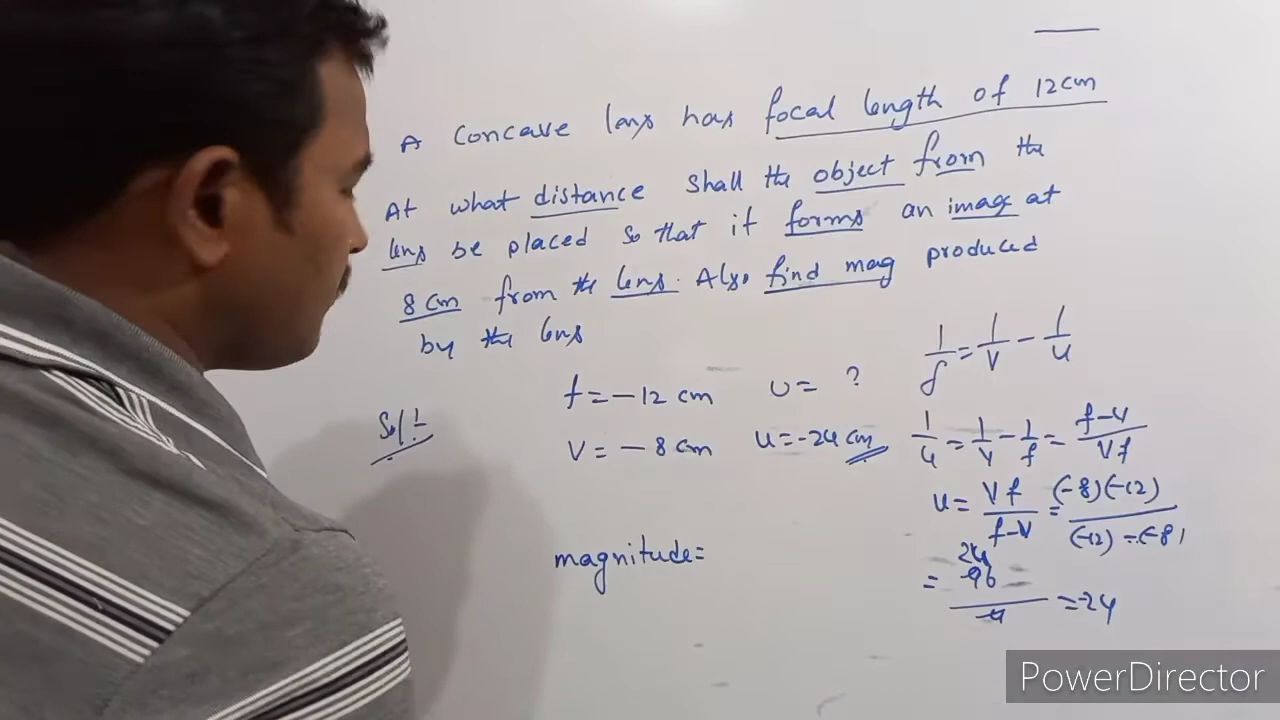 A concave lens has focal length of 12cm
At what distance shall the object from the
lens be placed so that it forms an image at
8 cm from the lens. Also find mag produced
by the lens
Sol:-
f = -12 cm
u = ?
1/f = 1/v - 1/u
v = -8 cm
u = -24 cm
1/u = 1/v - 1/f = f-v/vf
u = vf/f-v = (-8)(-12)/(-12)-(-8)
magnitude=
24
= 96/-4 = -24
PowerDirector